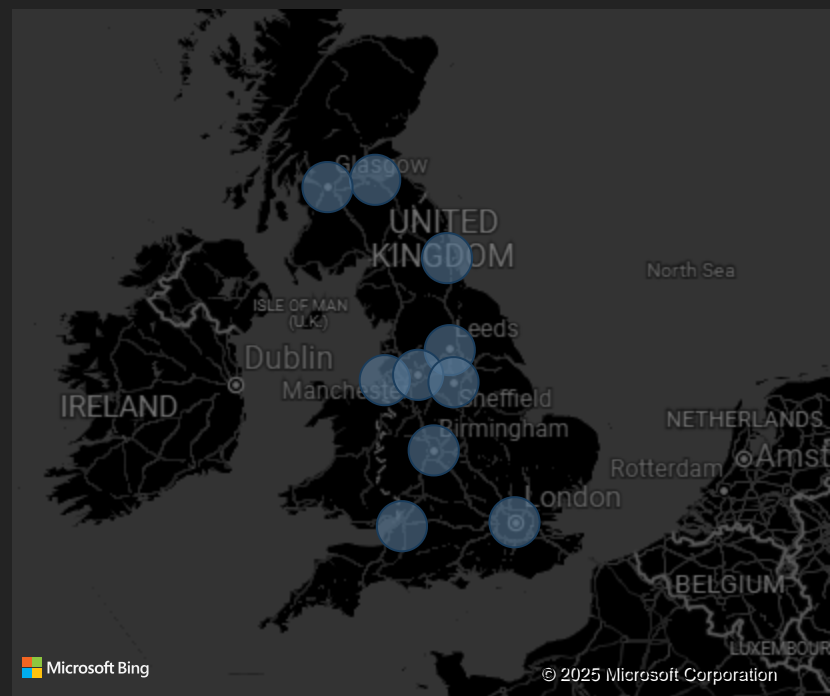 Glasgow
UNITED
KINGDOM
North Sea
ISLE OF MAN
(U.K.)
Leeds
Dublin
Mancheste
Sheffield
IRELAND
NETHERLANDS
Birmingham
Amst
Rotterdam
London
BELGIUM
LUXEMBOUR
Microsoft Bing
© 2025 Microsoft Corporation